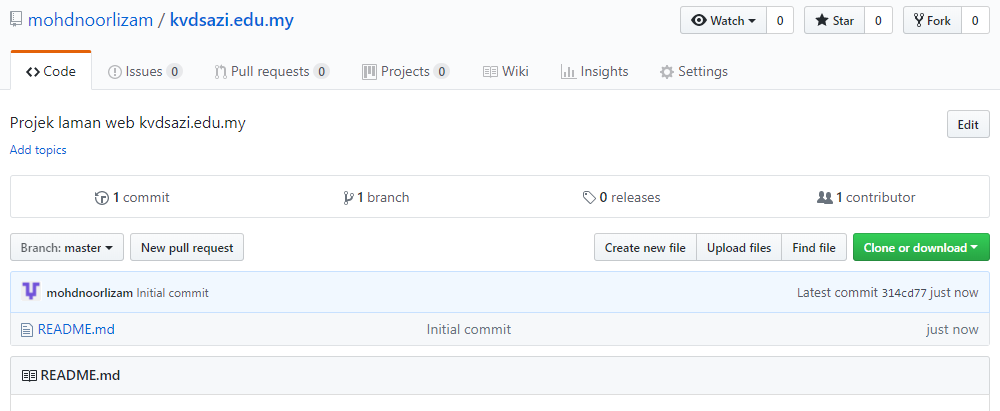 mohdnoorlizam / kvdsazi.edu.my
Watch 0 Star 0 Fork 0
Code Issues 0 Pull requests 0 Projects 0 Wiki Insights Settings
Projek laman web kvdsazi.edu.my
Edit
Add topics
1 commit 1 branch 0 releases 1 contributor
Branch: master New pull request Create new file Upload files Find file Clone or download
mohdnoorlizam Initial commit Latest commit 314cd77 just now
README.md Initial commit just now
README.md